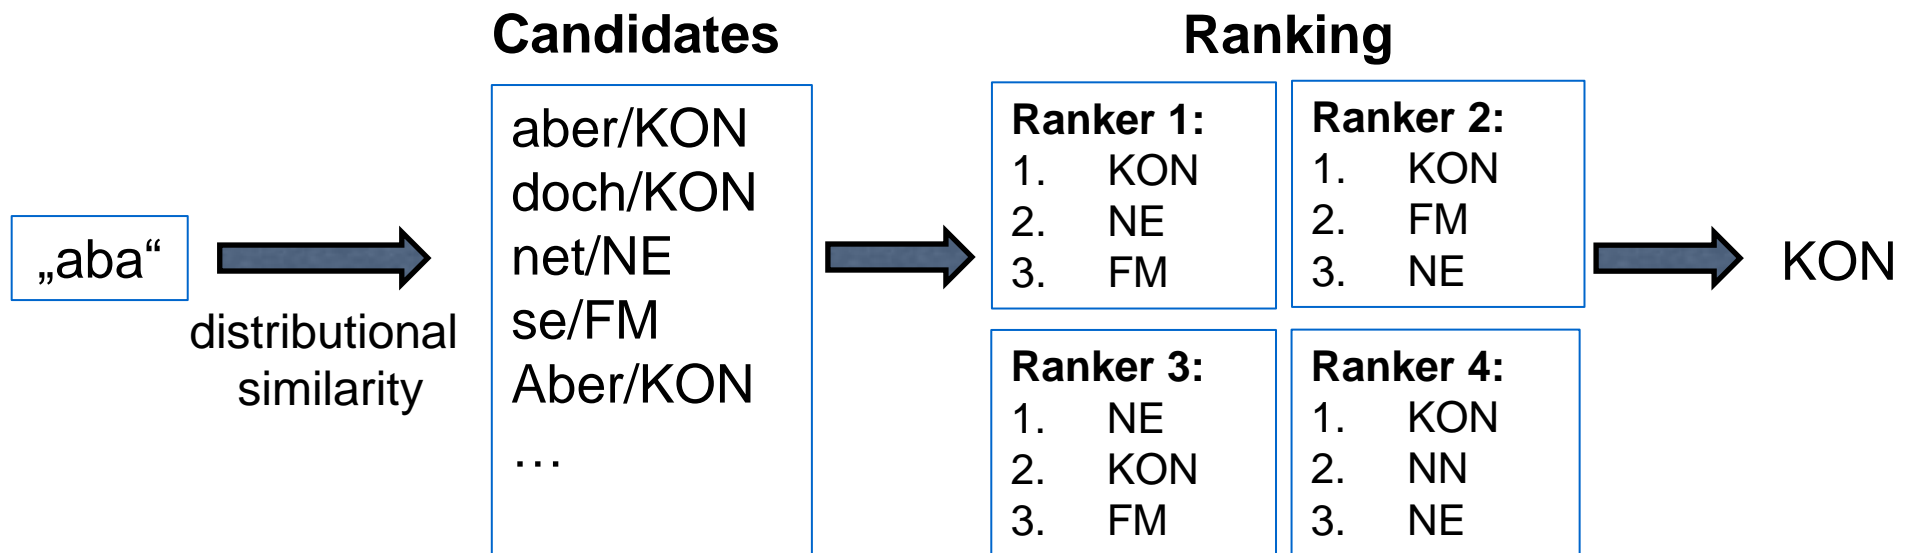 Candidates
Ranking
„aba“
distributional
similarity
aber/KON
doch/KON
net/NE
se/FM
Aber/KON
…
Ranker 1:
1. KON
2. NE
3. FM
Ranker 2:
1. KON
2. FM
3. NE
Ranker 3:
1. NE
2. KON
3. FM
Ranker 4:
1. KON
2. NN
3. NE
KON